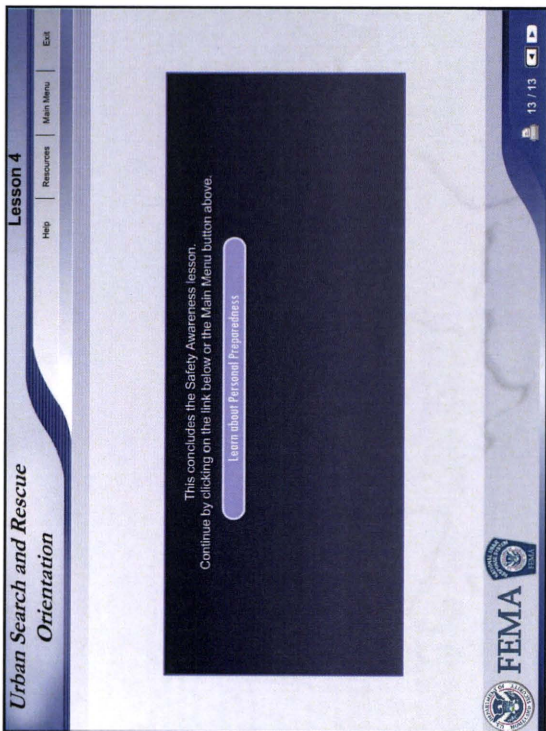 Urban Search and Rescue
Orientation
Lesson 4
Help
Resources
Main Menu
Exit
This concludes the Safety Awareness lesson.
Continue by clicking on the link below or the Main Menu button above.
Learn about Personal Preparedness
FEMA
FEMA
13 / 13